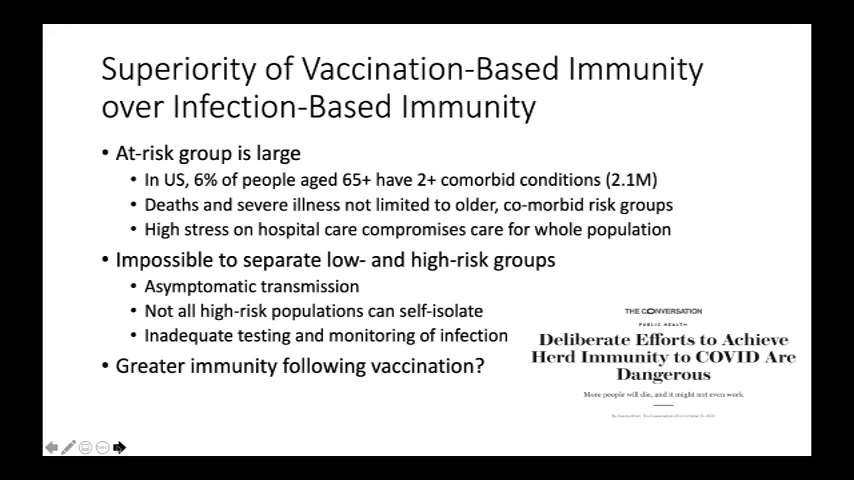 Superiority of Vaccination-Based Immunity
over Infection-Based Immunity
• At-risk group is large
• In US, 6% of people aged 65+ have 2+ comorbid conditions (2.1M)
• Deaths and severe illness not limited to older, co-morbid risk groups
• High stress on hospital care compromises care for whole population
• Impossible to separate low- and high-risk groups
• Asymptomatic transmission
• Not all high-risk populations can self-isolate
• Inadequate testing and monitoring of infection
• Greater immunity following vaccination?
THE CONVERSATION
PUBLIC HEALTH
Deliberate Efforts to Achieve
Herd Immunity to COVID Are
Dangerous
More people will die, and it might not even work